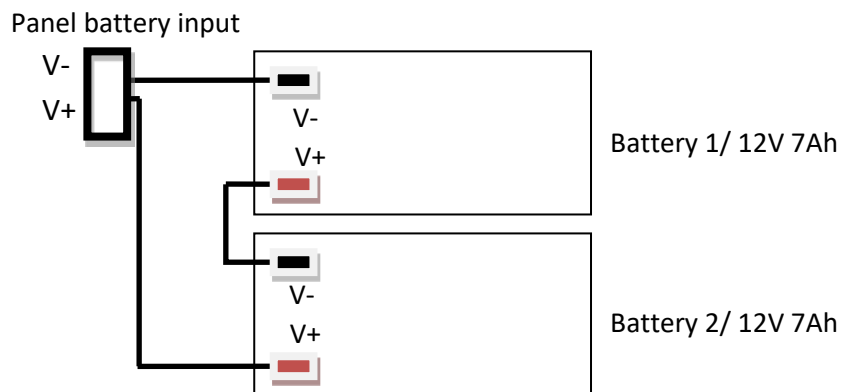 Panel battery input
V-
V+
V-
V+
Battery 1/ 12V 7Ah
V-
V+
Battery 2/ 12V 7Ah